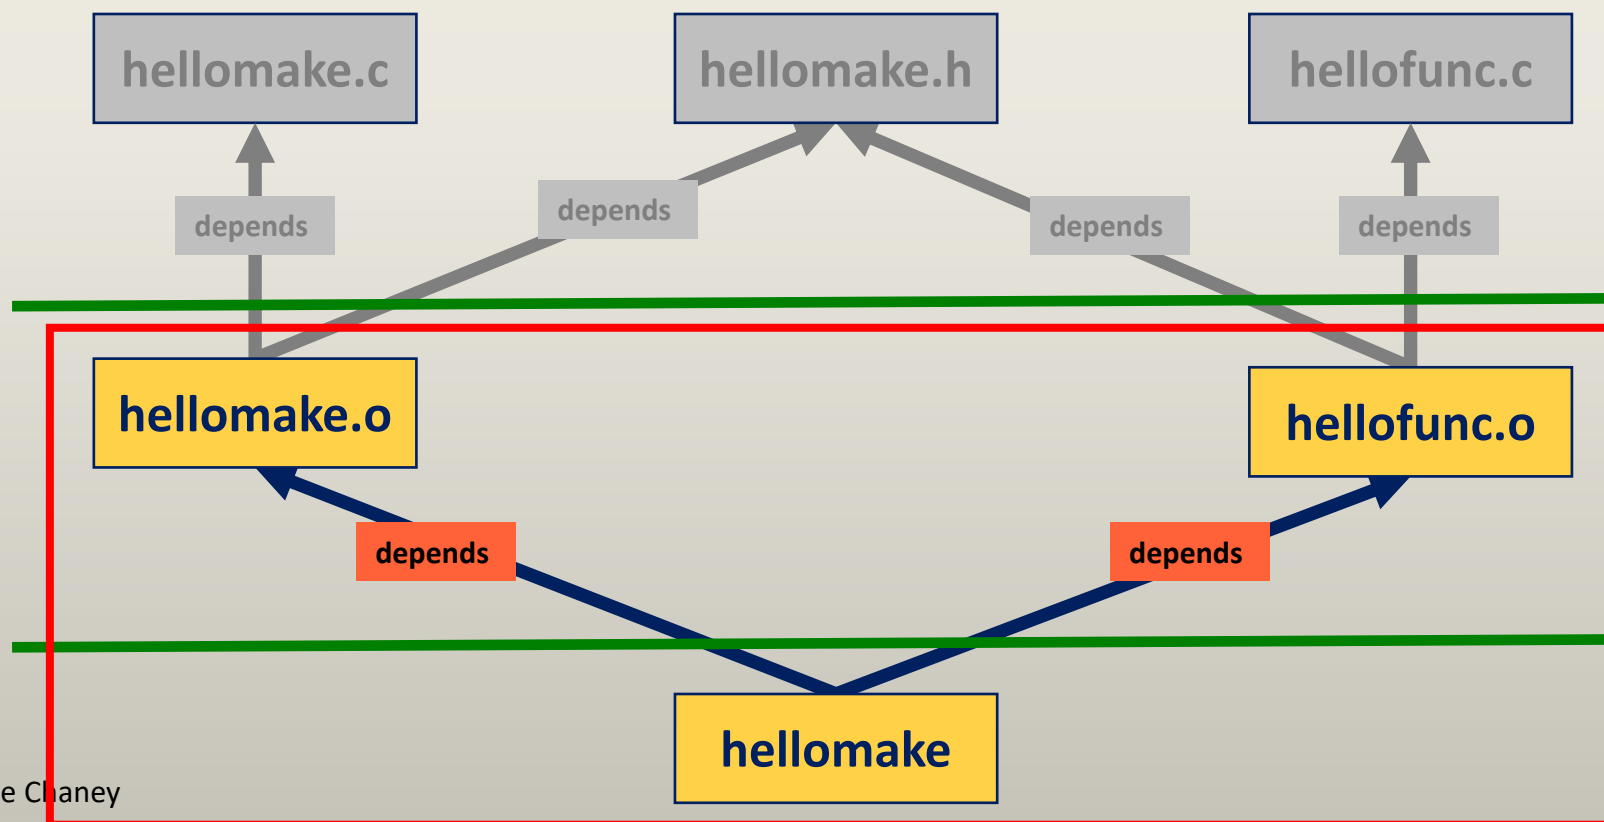 hellomake.c
hellomake.h
hellofunc.c
depends
depends
depends
depends
hellomake.o
hellofunc.o
depends
depends
hellomake
e Chaney